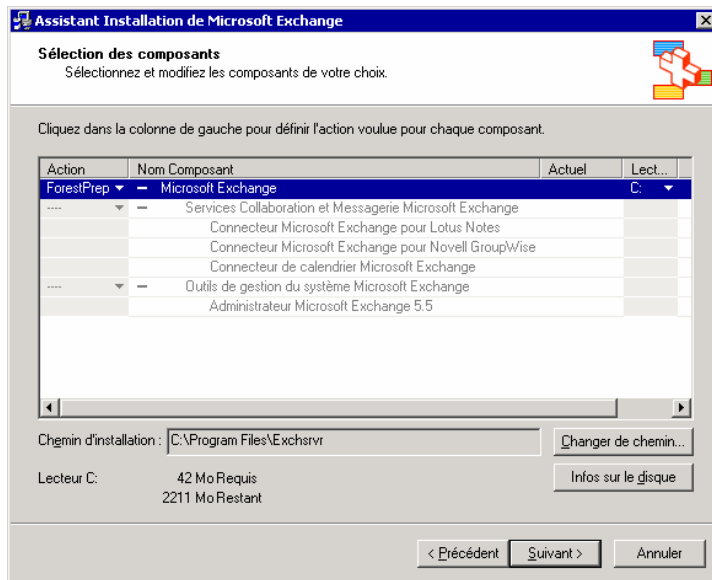 Assistant Installation de Microsoft Exchange
Sélection des composants
Sélectionnez et modifiez les composants de votre choix.
Cliquez dans la colonne de gauche pour définir l'action voulue pour chaque composant.
Action Nom Composant Actuel Lect...
ForestPrep Microsoft Exchange C:
---- Services Collaboration et Messagerie Microsoft Exchange
Connecteur Microsoft Exchange pour Lotus Notes
Connecteur Microsoft Exchange pour Novell GroupWise
Connecteur de calendrier Microsoft Exchange
---- Outils de gestion du système Microsoft Exchange
Administrateur Microsoft Exchange 5.5
Chemin d'installation : C:\Program Files\Exchsrvr Changer de chemin...
Lecteur C: 42 Mo Requis Infos sur le disque
2211 Mo Restant
< Précédent Suivant > Annuler